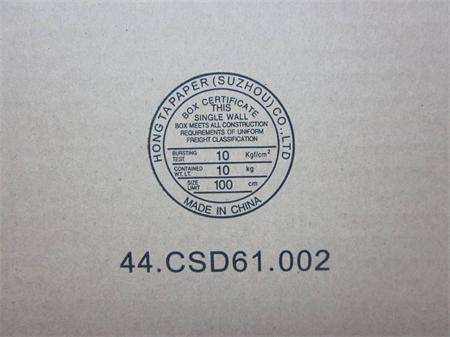 HONG TA PAPER (SUZHOU) CO.,LTD
BOX CERTIFICATE
THIS
SINGLE WALL
BOX MEETS ALL CONSTRUCTION
REQUIREMENTS OF UNIFORM
FREIGHT CLASSIFICATION
BURSTING TEST 10 Kgf/cm²
CONTAINED WT. LT. 10 kg
SIZE LIMIT 100 cm
MADE IN CHINA
44.CSD61.002